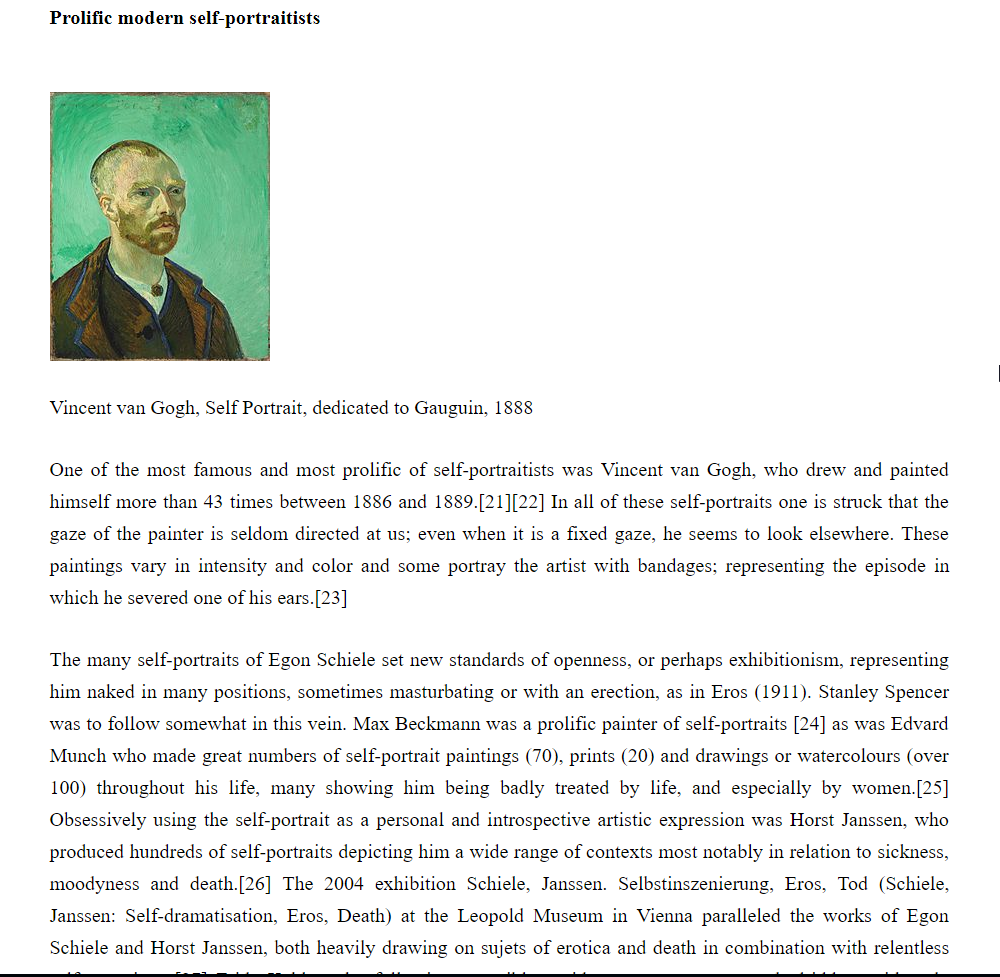 Prolific modern self-portraitists
Vincent van Gogh, Self Portrait, dedicated to Gauguin, 1888
One of the most famous and most prolific of self-portraitists was Vincent van Gogh, who drew and painted
himself more than 43 times between 1886 and 1889.[21][22] In all of these self-portraits one is struck that the
gaze of the painter is seldom directed at us; even when it is a fixed gaze, he seems to look elsewhere. These
paintings vary in intensity and color and some portray the artist with bandages; representing the episode in
which he severed one of his ears.[23]
The many self-portraits of Egon Schiele set new standards of openness, or perhaps exhibitionism, representing
him naked in many positions, sometimes masturbating or with an erection, as in Eros (1911). Stanley Spencer
was to follow somewhat in this vein. Max Beckmann was a prolific painter of self-portraits [24] as was Edvard
Munch who made great numbers of self-portrait paintings (70), prints (20) and drawings or watercolours (over
100) throughout his life, many showing him being badly treated by life, and especially by women.[25]
Obsessively using the self-portrait as a personal and introspective artistic expression was Horst Janssen, who
produced hundreds of self-portraits depicting him a wide range of contexts most notably in relation to sickness,
moodyness and death.[26] The 2004 exhibition Schiele, Janssen. Selbstinszenierung, Eros, Tod (Schiele,
Janssen: Self-dramatisation, Eros, Death) at the Leopold Museum in Vienna paralleled the works of Egon
Schiele and Horst Janssen, both heavily drawing on sujets of erotica and death in combination with relentless